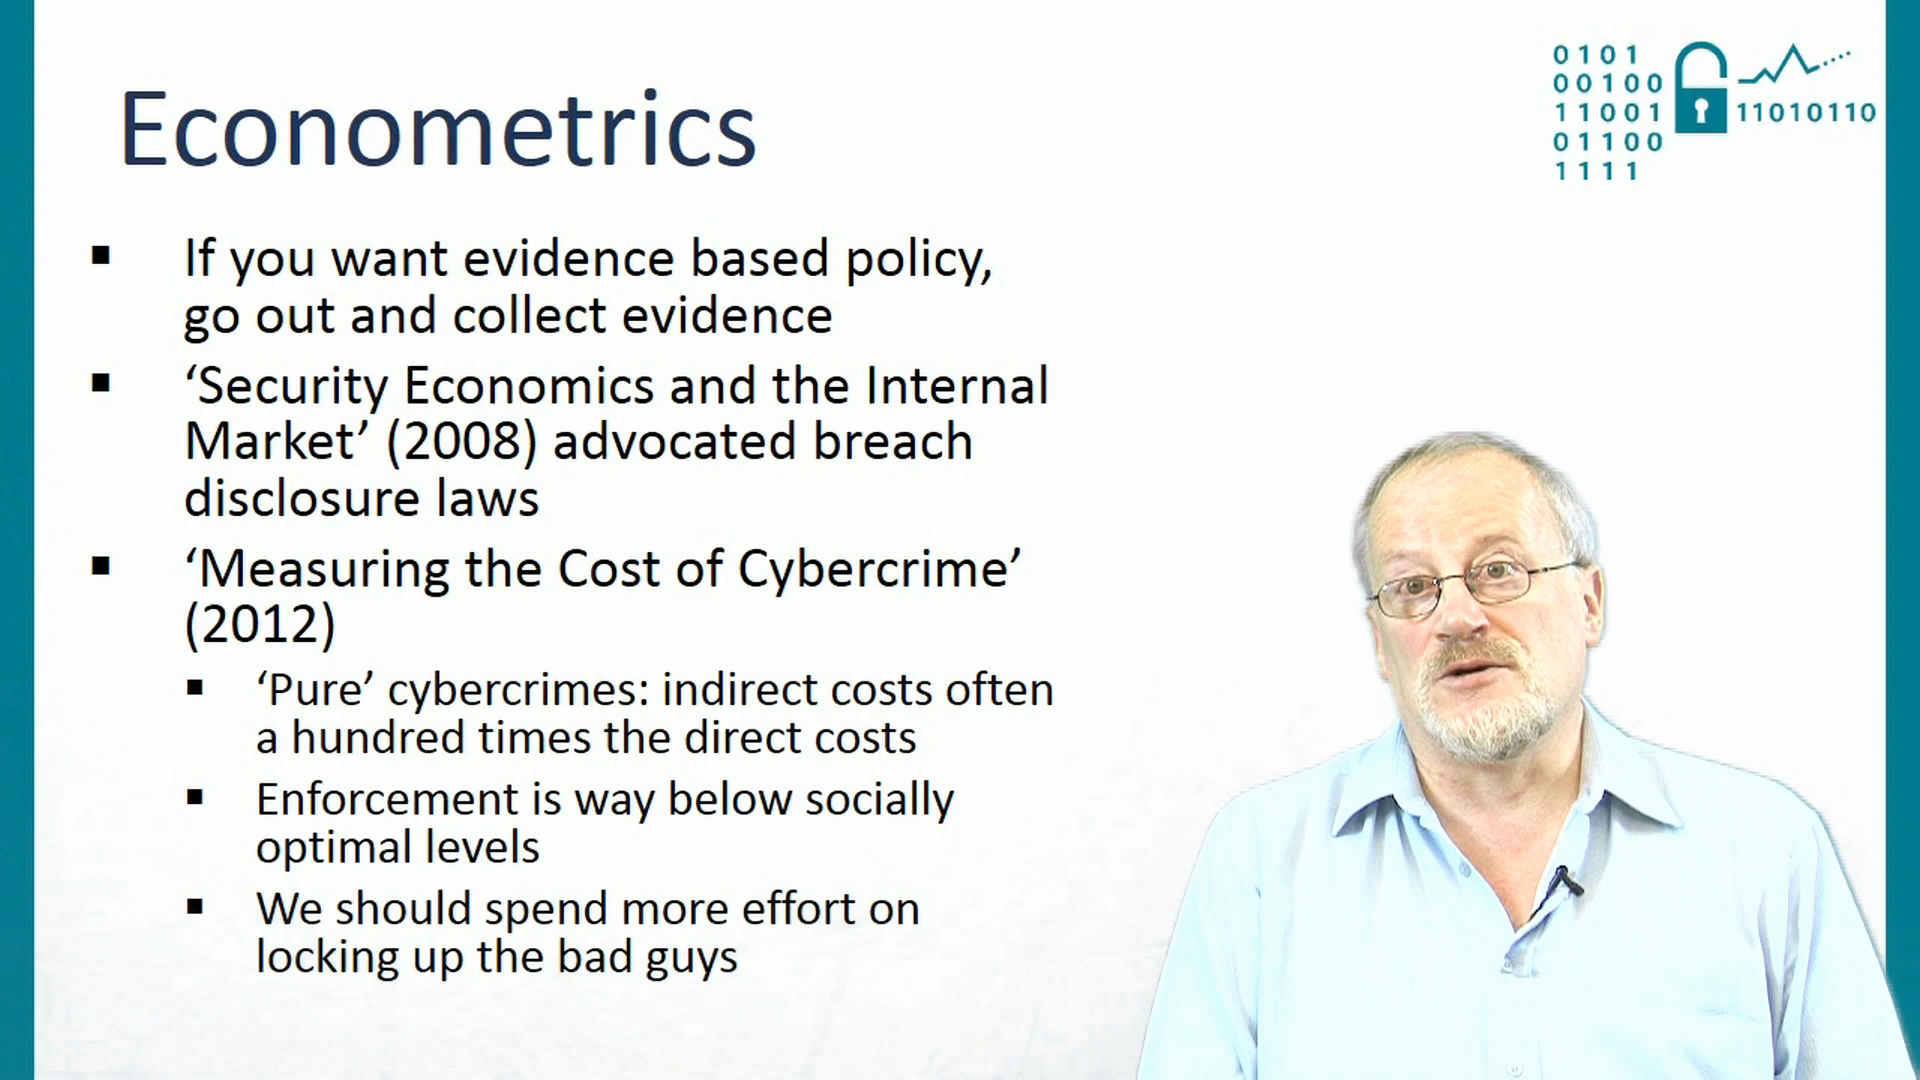 Econometrics
0101
00100
11001
01100
1111
11010110
▪ If you want evidence based policy,
go out and collect evidence
▪ ‘Security Economics and the Internal
Market’ (2008) advocated breach
disclosure laws
▪ ‘Measuring the Cost of Cybercrime’
(2012)
▪ ‘Pure’ cybercrimes: indirect costs often
a hundred times the direct costs
▪ Enforcement is way below socially
optimal levels
▪ We should spend more effort on
locking up the bad guys